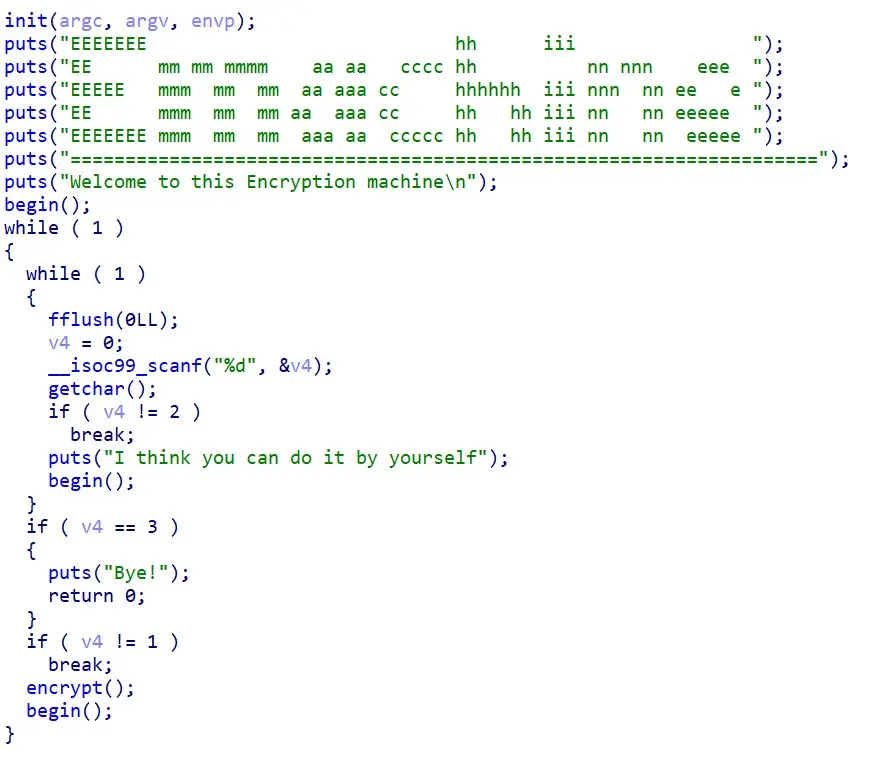 init(argc, argv, envp);
puts("EEEEEEE                            hh      iii                ");
puts("EE      mm mm mmmm    aa aa   cccc hh          nn nnn    eee  ");
puts("EEEEE   mmm  mm  mm  aa aaa cc     hhhhhh  iii nnn  nn ee   e ");
puts("EE      mmm  mm  mm aa  aaa cc     hh   hh iii nn   nn eeeee  ");
puts("EEEEEEE mmm  mm  mm  aaa aa  ccccc hh   hh iii nn   nn  eeeee ");
puts("====================================================================");
puts("Welcome to this Encryption machine\n");
begin();
while ( 1 )
{
  while ( 1 )
  {
    fflush(0LL);
    v4 = 0;
    __isoc99_scanf("%d", &v4);
    getchar();
    if ( v4 != 2 )
      break;
    puts("I think you can do it by yourself");
    begin();
  }
  if ( v4 == 3 )
  {
    puts("Bye!");
    return 0;
  }
  if ( v4 != 1 )
    break;
  encrypt();
  begin();
}